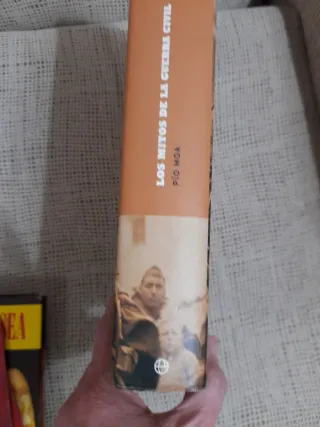 LOS MITOS DE LA GUERRA CIVIL
PÍO MOA
SEA